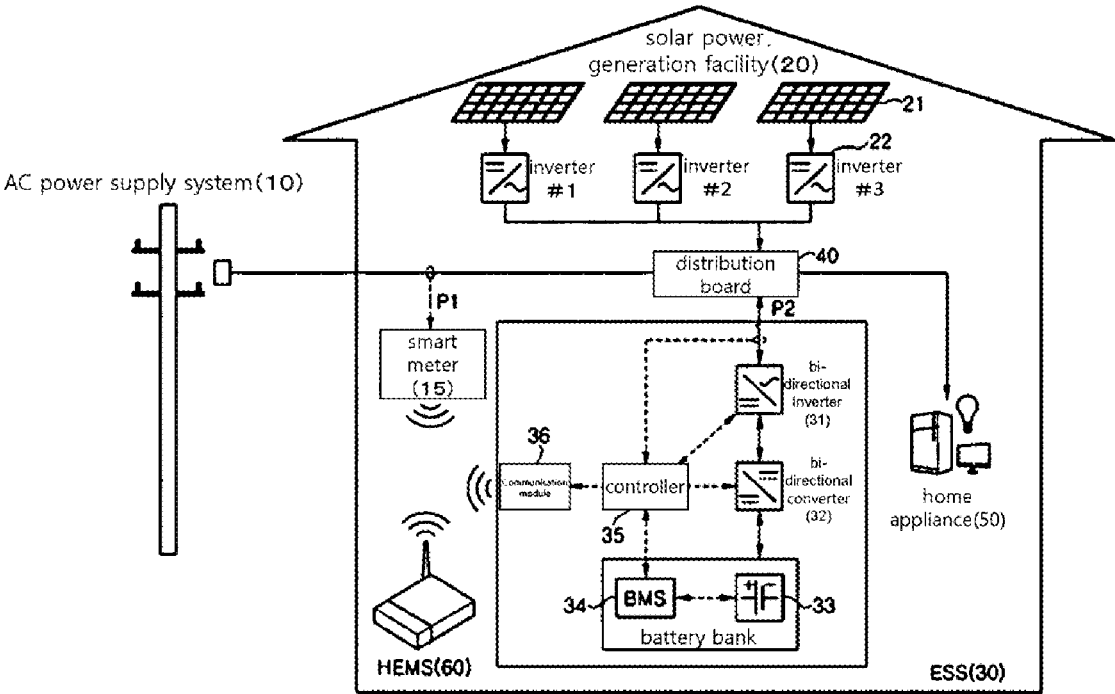 solar power
generation facility(20)
21
22
inverter
#1
inverter
#2
inverter
#3
AC power supply system(10)
40
distribution
board
P1
P2
smart
meter
(15)
bi-
directional
inverter
(31)
36
Communication
module
controller
35
bi-
directional
converter
(32)
home
appliance(50)
34
BMS
33
battery bank
HEMS(60)
ESS(30)